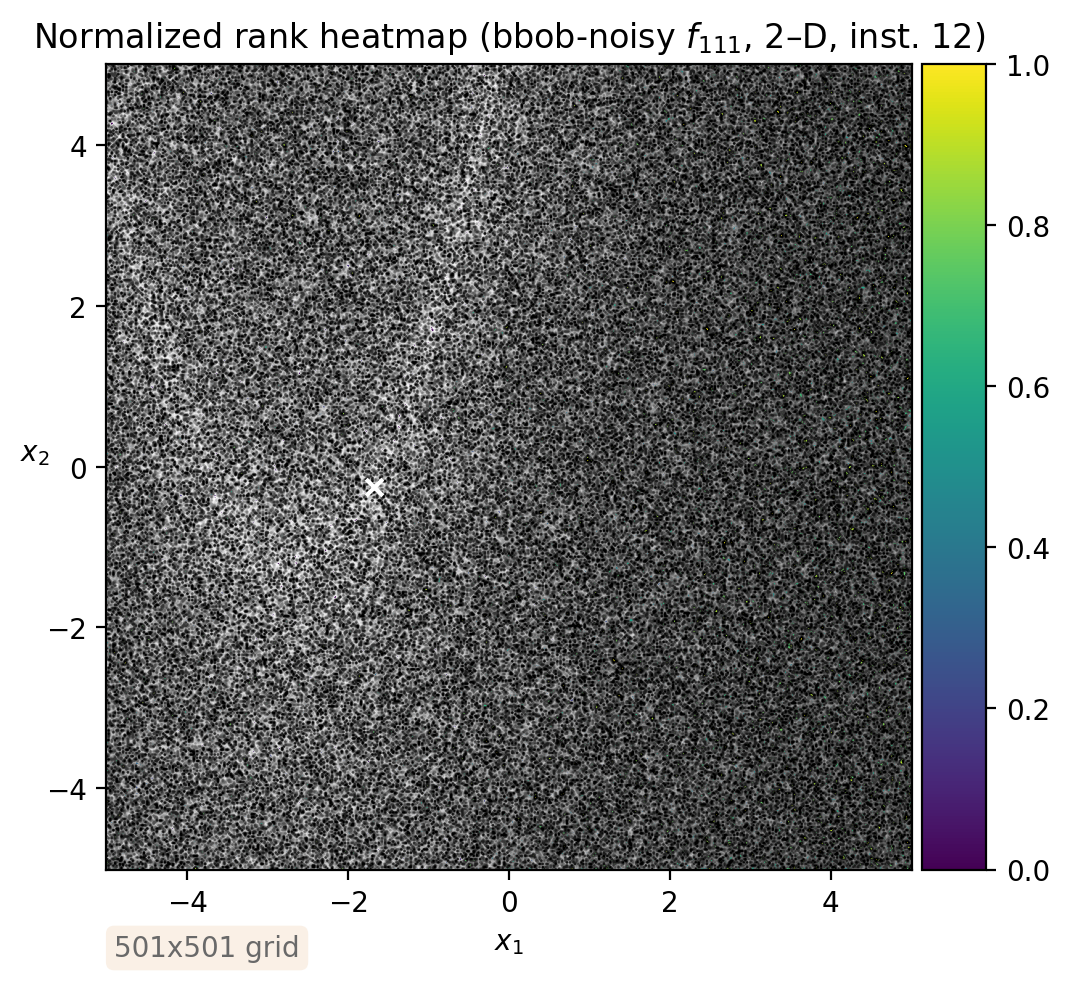 Normalized rank heatmap (bbob-noisy f₁₁₁, 2–D, inst. 12)
1.0
0.8
0.6
0.4
0.2
0.0
4
2
0
−2
−4
x₂
−4 −2 0 2 4
x₁
501x501 grid